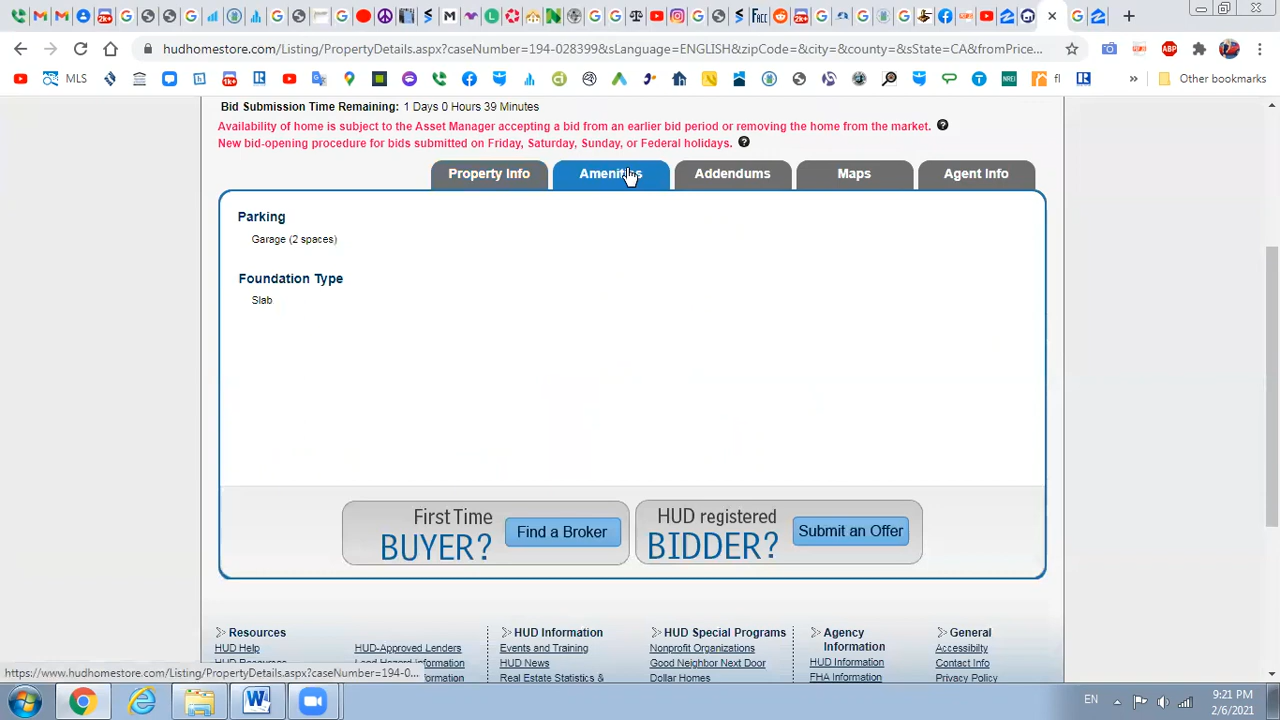 hudhomestore.com/Listing/PropertyDetails.aspx?caseNumber=194-028399&sLanguage=ENGLISH&zipCode=&city=&county=&sState=CA&fromPrice...
MLS
fl
Other bookmarks
Bid Submission Time Remaining: 1 Days 0 Hours 39 Minutes
Availability of home is subject to the Asset Manager accepting a bid from an earlier bid period or removing the home from the market.
New bid-opening procedure for bids submitted on Friday, Saturday, Sunday, or Federal holidays.
Property Info
Amenities
Addendums
Maps
Agent Info
Parking
Garage (2 spaces)
Foundation Type
Slab
First Time
BUYER?
Find a Broker
HUD registered
BIDDER?
Submit an Offer
Resources
HUD Help
HUD-Approved Lenders
HUD Information
Events and Training
HUD News
Real Estate Statistics &
HUD Special Programs
Nonprofit Organizations
Good Neighbor Next Door
Dollar Homes
Agency
Information
HUD Information
FHA Information
General
Accessibilty
Contact Info
Privacy Policy
https://www.hudhomestore.com/Listing/PropertyDetails.aspx?caseNumber=194-0...
EN
9:21 PM
2/6/2021